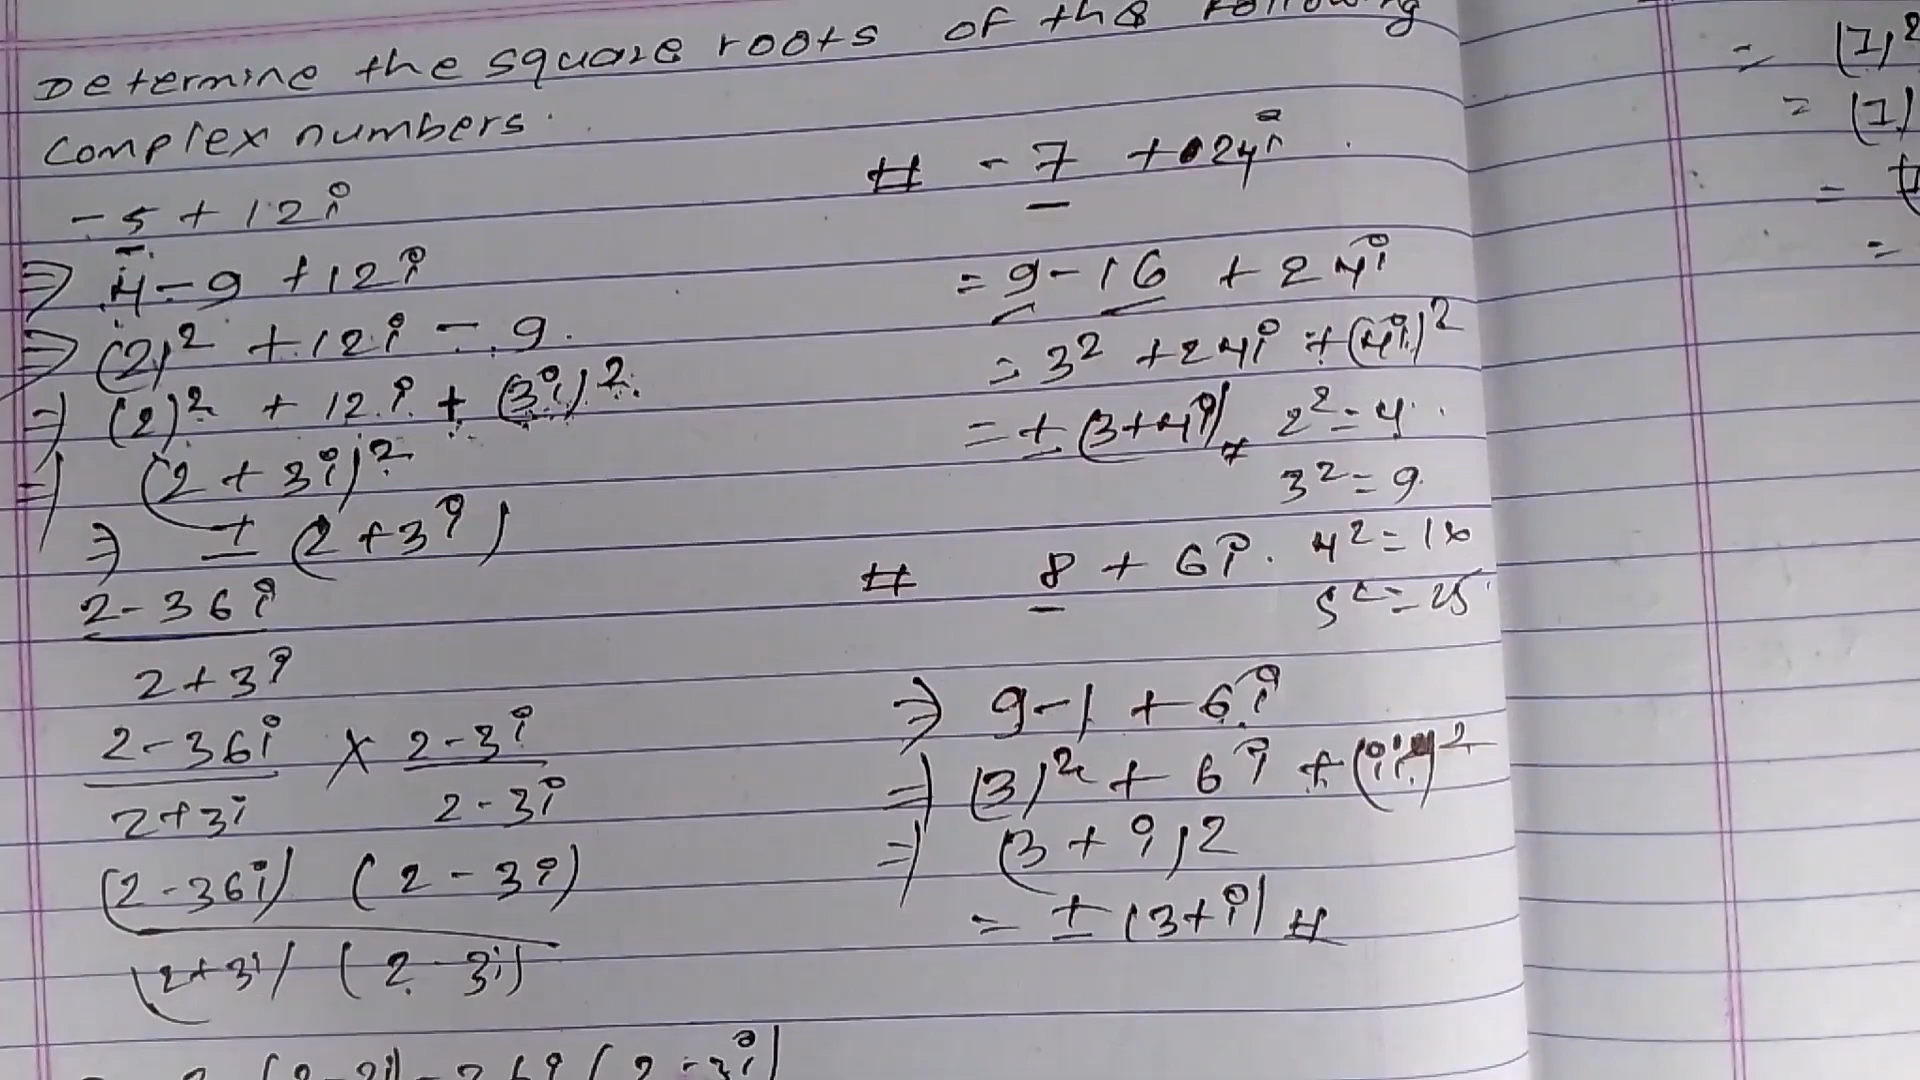 Determine the square roots of the following
complex numbers.
-5 + 12i
⇒ 4-9 +12i
⇒ (2)² +12i - 9.
⇒ (2)² + 12i + (3i)².
⇒ (2 + 3i)²
⇒ ± (2+3i)
2-36i
2+3i
2-36i × 2-3i
2+3i 2-3i
(2-36i) (2-3i)
(2+3i) (2-3i)
# -7 + 24i
= 9-16 + 24i
= 3² +24i + (4i)²
= ± (3+4i)
2² = 4
3² = 9
4² = 16
5² = 25
# 8 + 6i.
⇒ 9-1 + 6i
⇒ (3)² + 6i + (i)²
⇒ (3 + i)2
= ± (3+i) #
= (1)²
= (1)
=
=